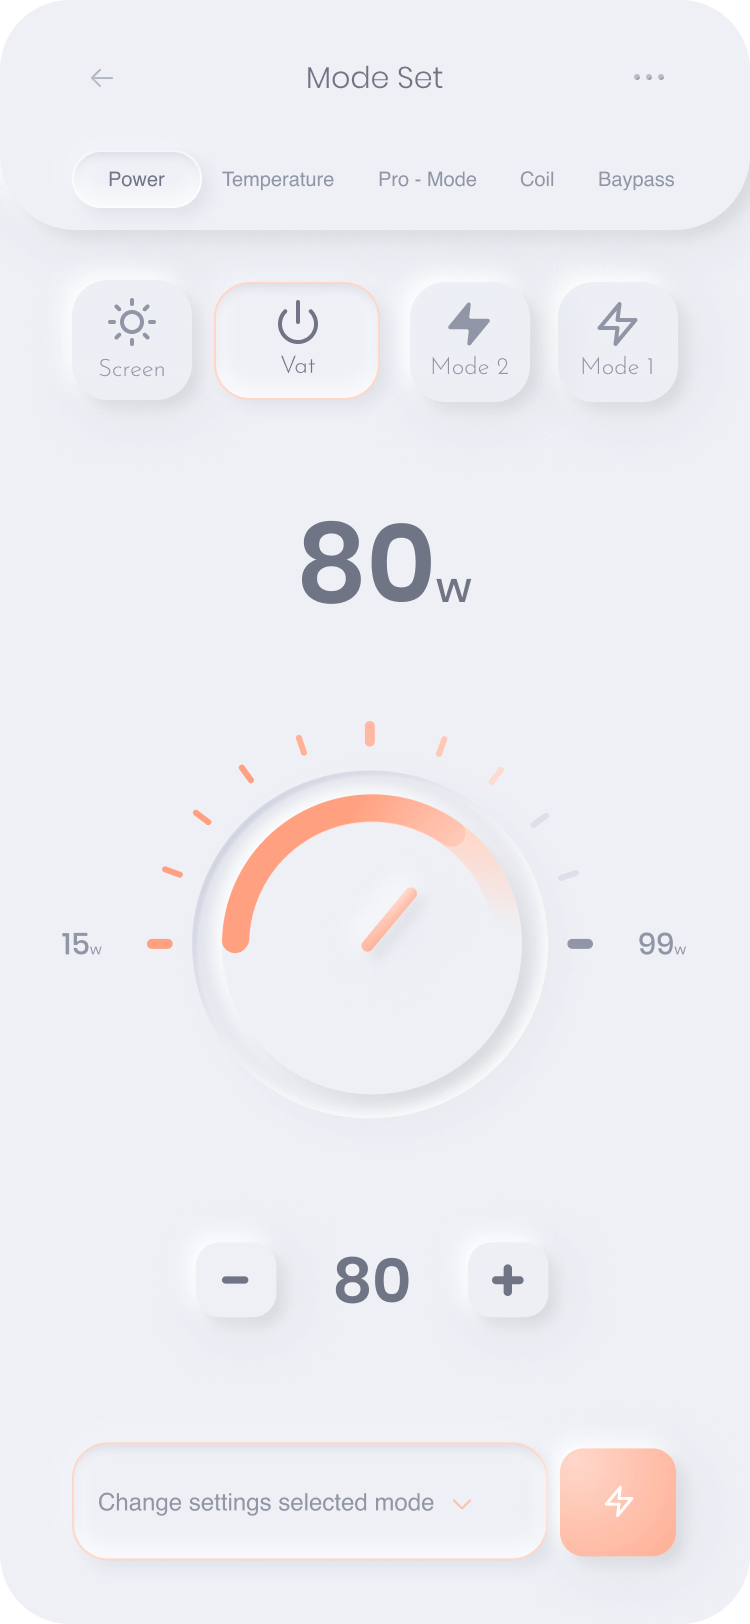 Mode Set
Power Temperature Pro - Mode Coil Baypass
Screen Vat Mode 2 Mode 1
80w
15w 99w
80
Change settings selected mode